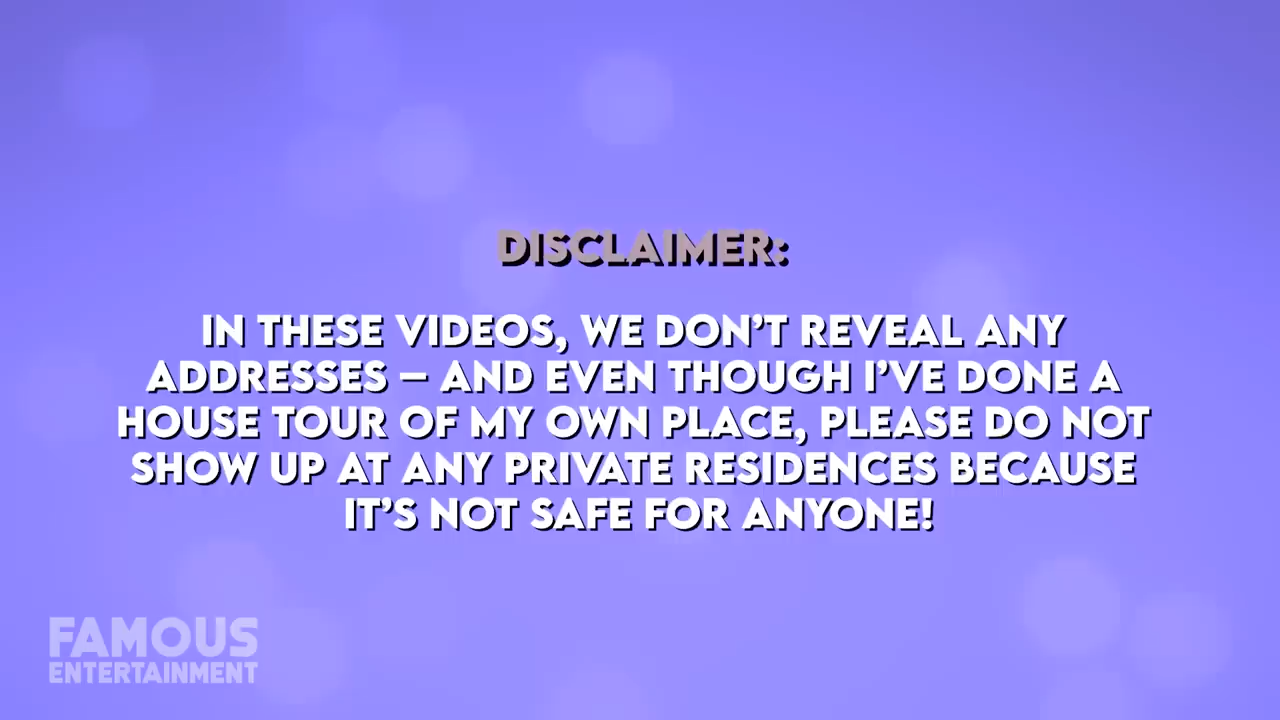 DISCLAIMER:
IN THESE VIDEOS, WE DON'T REVEAL ANY
ADDRESSES – AND EVEN THOUGH I'VE DONE A
HOUSE TOUR OF MY OWN PLACE, PLEASE DO NOT
SHOW UP AT ANY PRIVATE RESIDENCES BECAUSE
IT'S NOT SAFE FOR ANYONE!
FAMOUS
ENTERTAINMENT